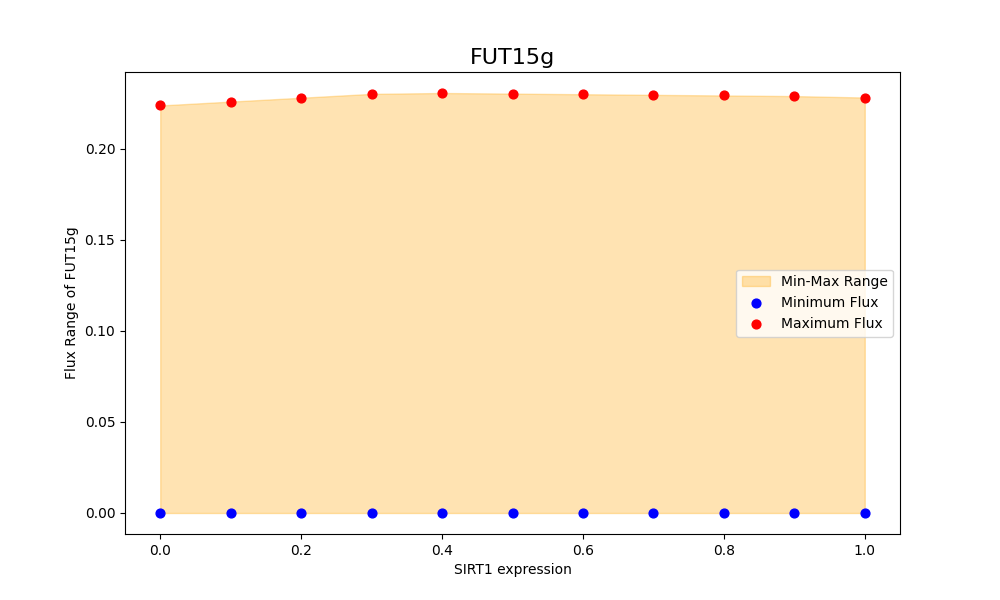 FUT15g
Flux Range of FUT15g
0.20
0.15
0.10
0.05
0.00
Min-Max Range
Minimum Flux
Maximum Flux
0.0 0.2 0.4 0.6 0.8 1.0
SIRT1 expression